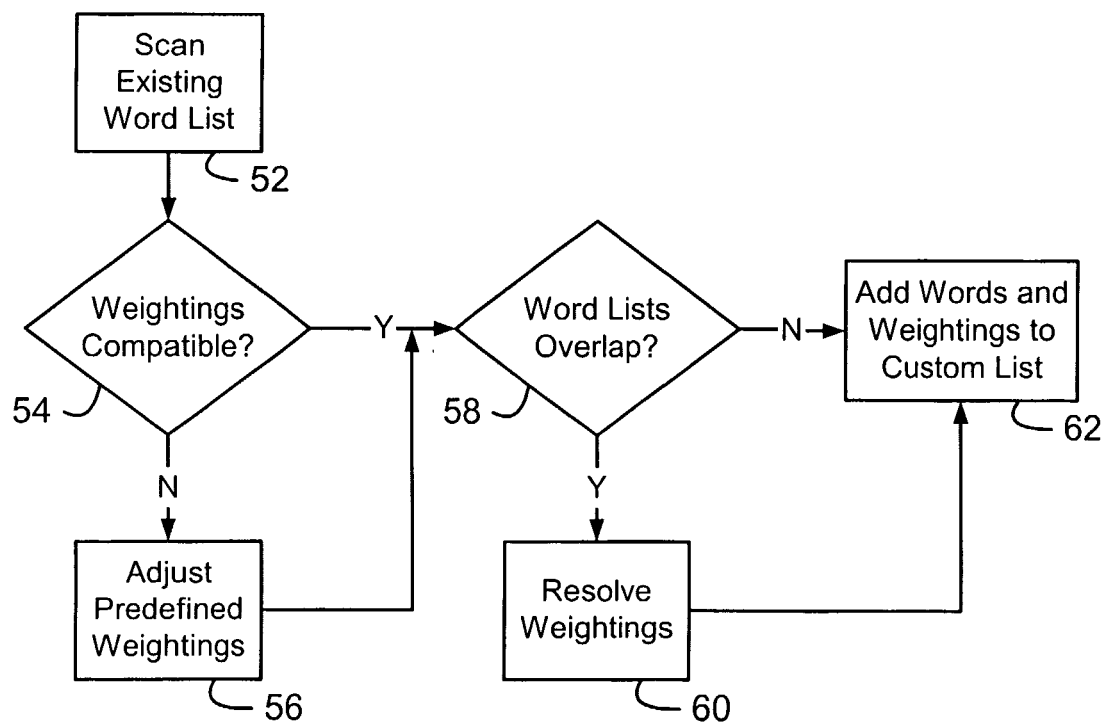 Scan
Existing
Word List
52
Weightings
Compatible?
54
Y
N
Adjust
Predefined
Weightings
56
Word Lists
Overlap?
58
N
Y
Resolve
Weightings
60
Add Words and
Weightings to
Custom List
62